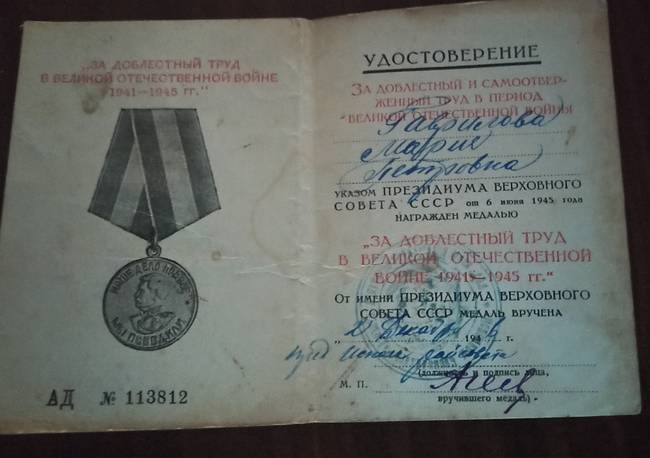 „ЗА ДОБЛЕСТНЫЙ ТРУД
В ВЕЛИКОЙ ОТЕЧЕСТВЕННОЙ ВОЙНЕ
1941—1945 гг."
НАШЕ ДЕЛО ПРАВОЕ
МЫ ПОБЕДИЛИ
АД № 113812
УДОСТОВЕРЕНИЕ
ЗА ДОБЛЕСТНЫЙ И САМООТВЕР-
ЖЕННЫЙ ТРУД В ПЕРИОД
ВЕЛИКОЙ ОТЕЧЕСТВЕННОЙ ВОЙНЫ
Гаврилова
Мария
Петровна
УКАЗОМ ПРЕЗИДИУМА ВЕРХОВНОГО
СОВЕТА СССР от 6 июня 1945 года
НАГРАЖДЕН МЕДАЛЬЮ
„ЗА ДОБЛЕСТНЫЙ ТРУД
В ВЕЛИКОЙ ОТЕЧЕСТВЕННОЙ
ВОЙНЕ 1941—1945 гг."
От имени ПРЕЗИДИУМА ВЕРХОВНОГО
СОВЕТА СССР МЕДАЛЬ ВРУЧЕНА
декабря 194 г.
(должность и подпись лица,
М. П.
вручившего медаль)